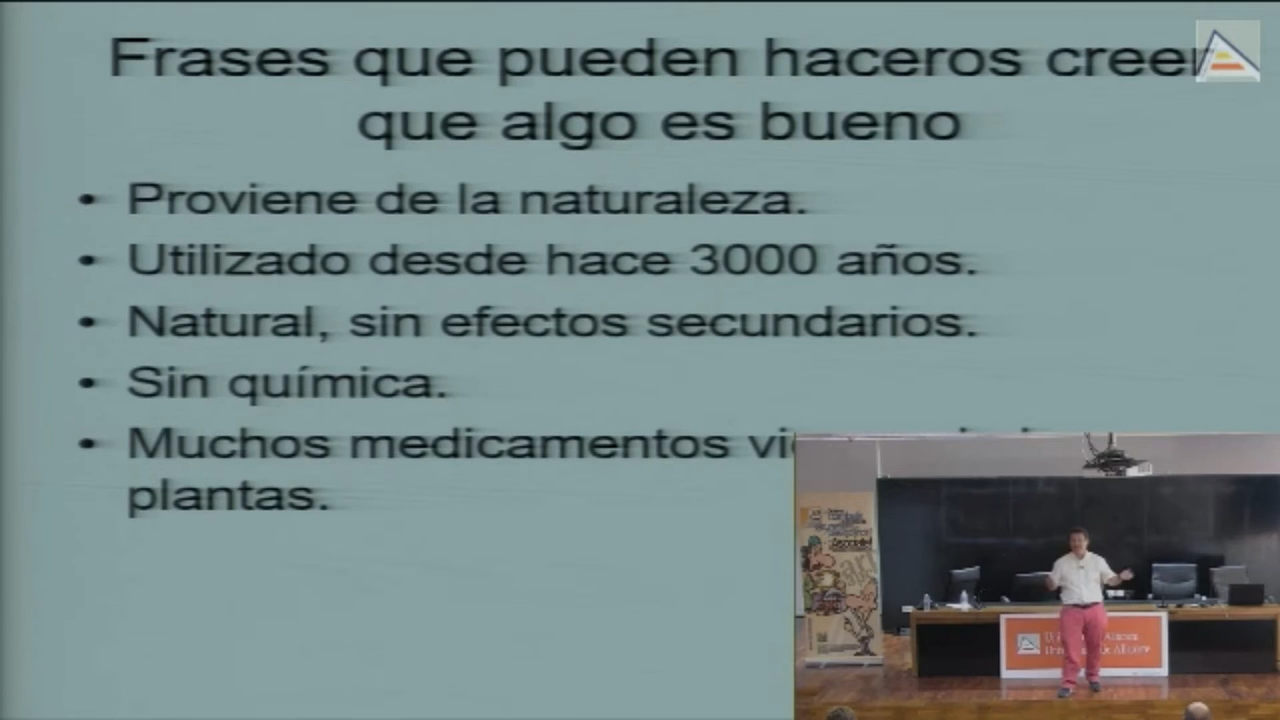 Frases que pueden haceros creer
que algo es bueno
• Proviene de la naturaleza.
• Utilizado desde hace 3000 años.
• Natural, sin efectos secundarios.
• Sin química.
• Muchos medicamentos
plantas.